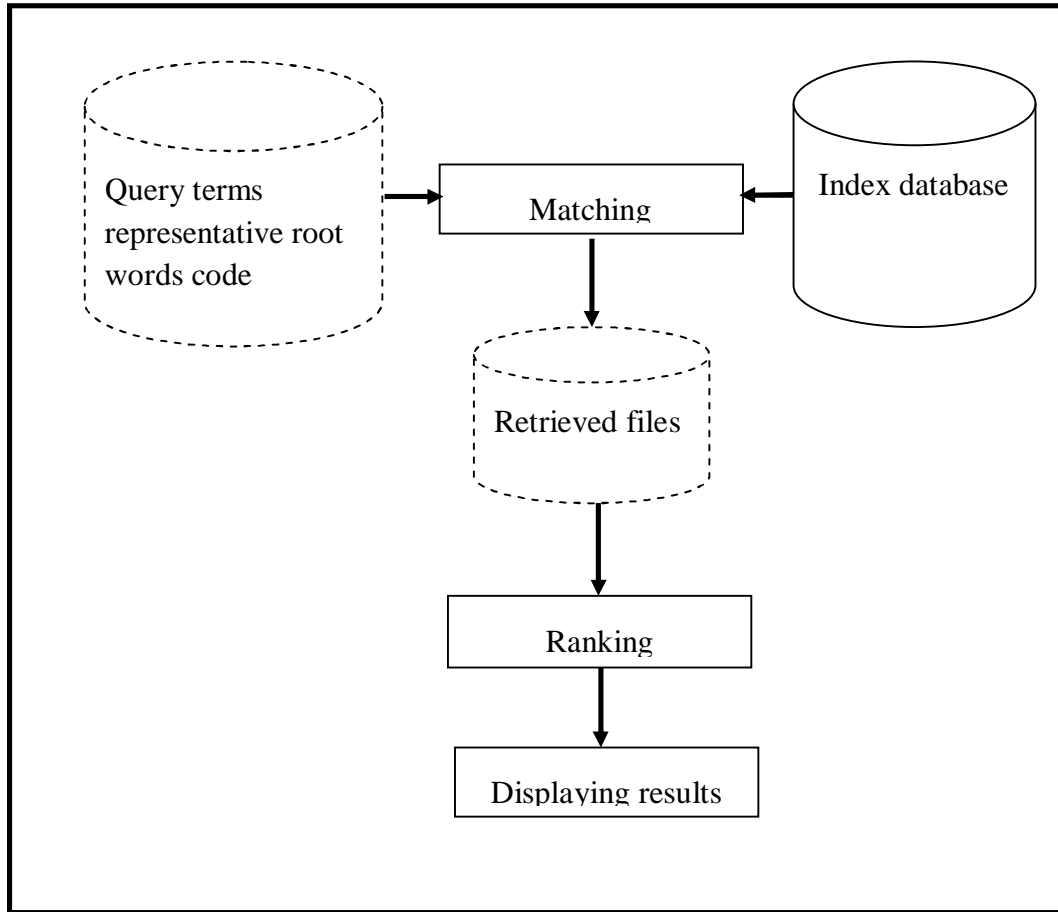 Query terms
representative root
words code
Matching
Index database
Retrieved files
Ranking
Displaying results